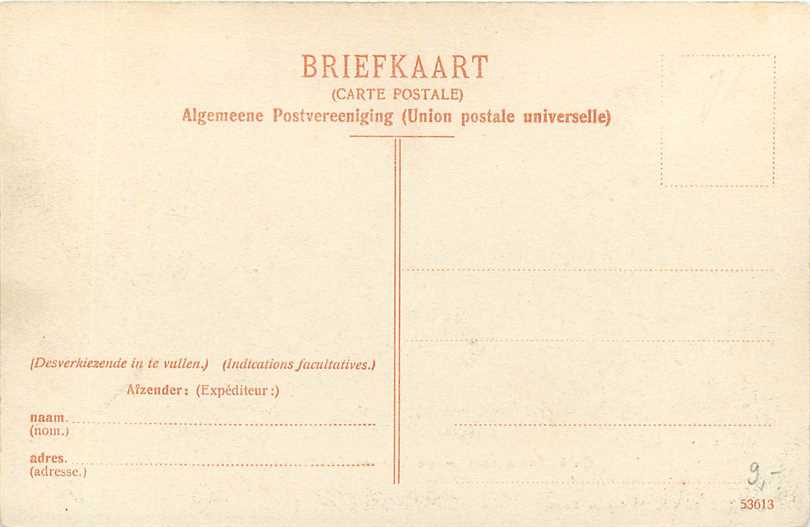 BRIEFKAART
(CARTE POSTALE)
Algemeene Postvereeniging (Union postale universelle)
(Desverkiezende in te vullen.) (Indications facultatives.)
Afzender: (Expéditeur:)
naam.
(nom.)
adres.
(adresse.)
9,-
53613